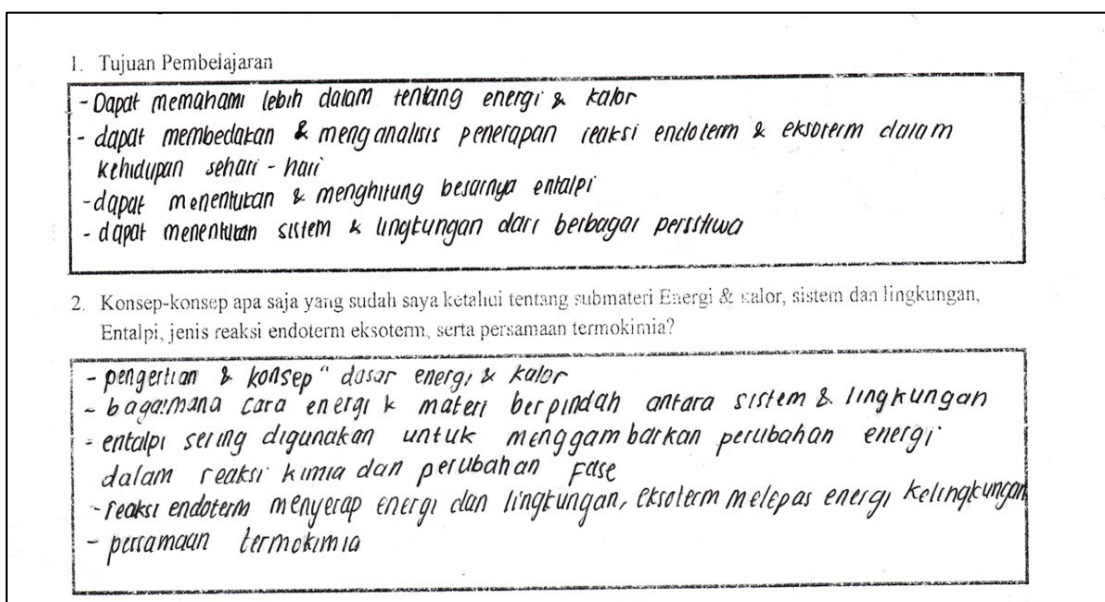 1. Tujuan Pembelajaran
- Dapat memahami lebih dalam tentang energi & kalor
- dapat membedakan & menganalisis penerapan reaksi endoterm & eksoterm dalam
kehidupan sehari - hari
- dapat menentukan & menghitung besarnya entalpi
- dapat menentukan sistem & lingkungan dari berbagai peristiwa
2. Konsep-konsep apa saja yang sudah saya ketahui tentang submateri Energi & kalor, sistem dan lingkungan,
Entalpi, jenis reaksi endoterm eksoterm, serta persamaan termokimia?
- pengertian & konsep" dasar energi & kalor
- bagaimana cara energi & materi berpindah antara sistem & lingkungan
- entalpi sering digunakan untuk menggambarkan perubahan energi
dalam reaksi kimia dan perubahan Fase
- reaksi endoterm menyerap energi dan lingkungan, eksoterm melepas energi kelingkungan
- persamaan termokimia